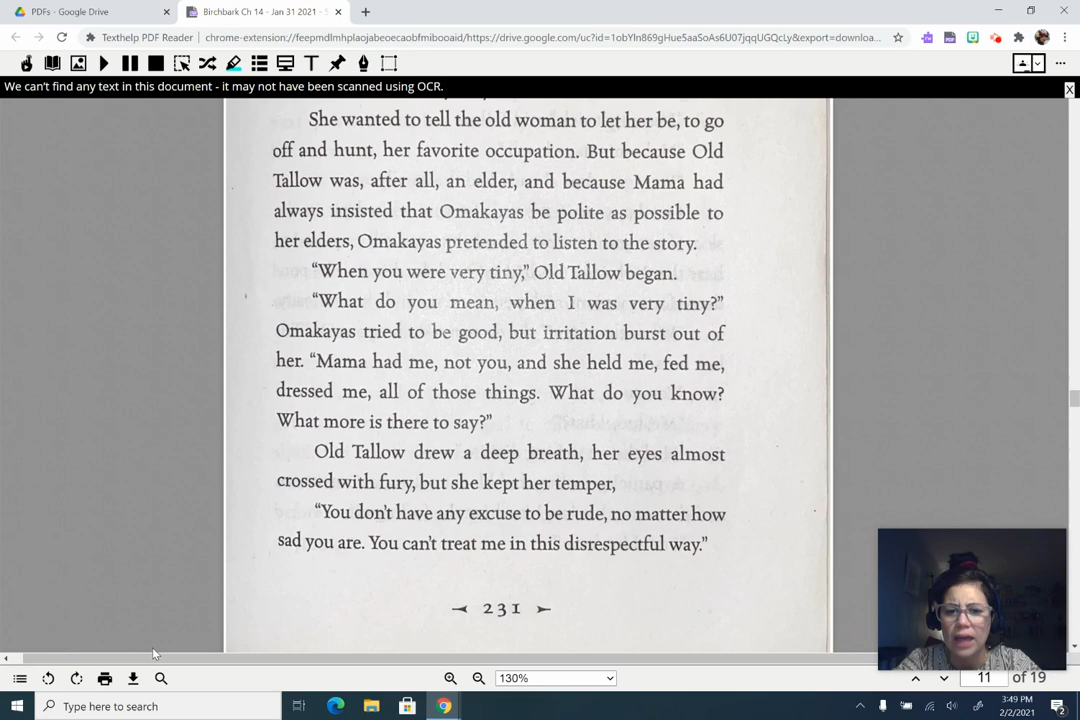 PDFs - Google Drive
Birchbark Ch 14 - Jan 31 2021 - S
Texthelp PDF Reader | chrome-extension://feepmdlmhplaojabeoecaobfmibooaid/https://drive.google.com/uc?id=1obYln869gHue5aaSoAs6U07jqqUGQcLy&export=downloa...
We can't find any text in this document - it may not have been scanned using OCR.
X
She wanted to tell the old woman to let her be, to go
off and hunt, her favorite occupation. But because Old
Tallow was, after all, an elder, and because Mama had
always insisted that Omakayas be polite as possible to
her elders, Omakayas pretended to listen to the story.
“When you were very tiny,” Old Tallow began.
“What do you mean, when I was very tiny?”
Omakayas tried to be good, but irritation burst out of
her. “Mama had me, not you, and she held me, fed me,
dressed me, all of those things. What do you know?
What more is there to say?”
Old Tallow drew a deep breath, her eyes almost
crossed with fury, but she kept her temper,
“You don't have any excuse to be rude, no matter how
sad you are. You can't treat me in this disrespectful way.”
231
130%
11 of 19
Type here to search
3:49 PM
2/2/2021
2